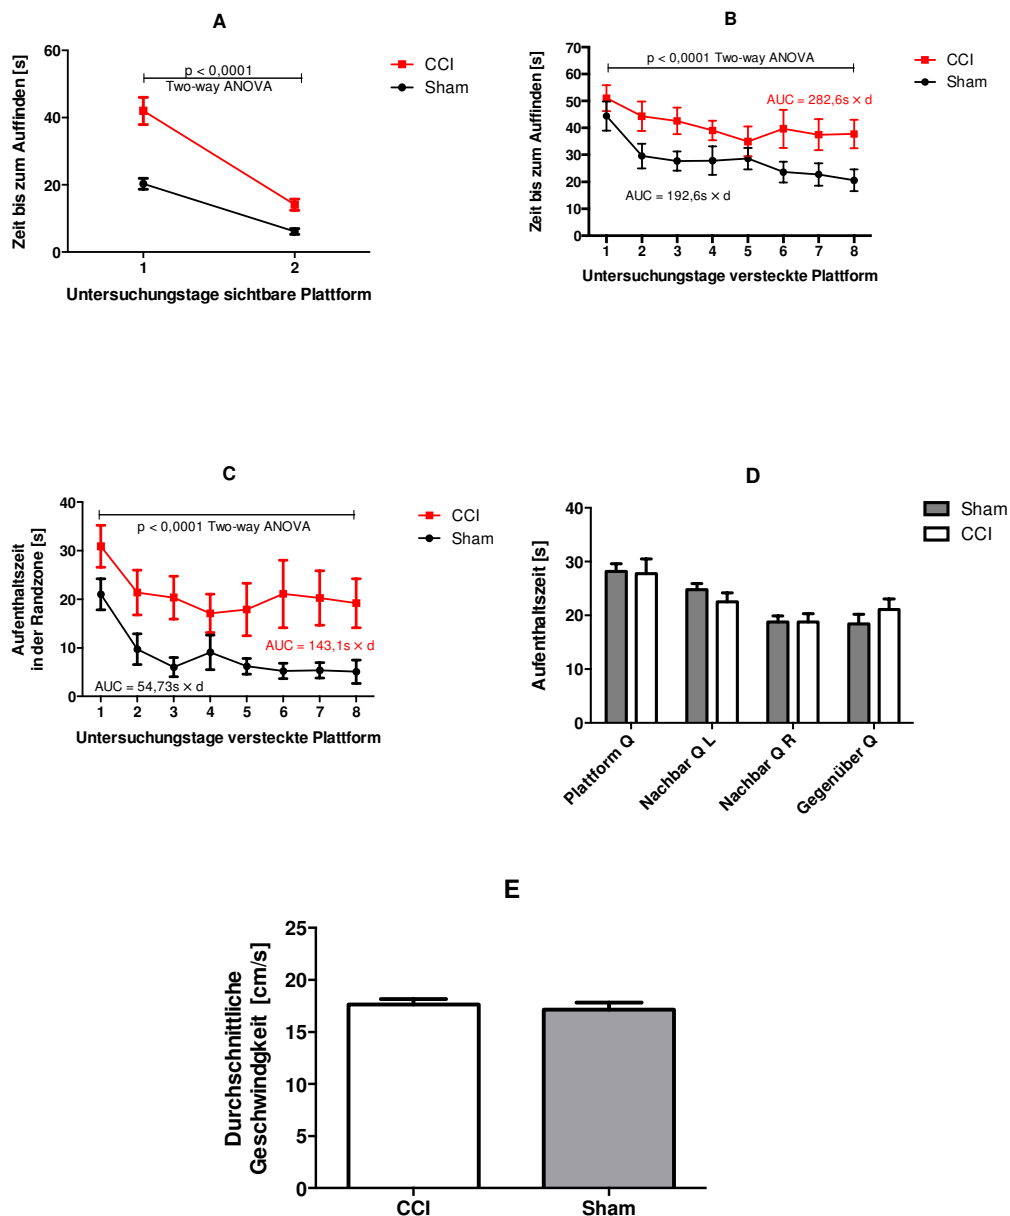 A
Zeit bis zum Auffinden [s]
60
40
20
0
p < 0,0001
Two-way ANOVA
CCI
Sham
1
2
Untersuchungstage sichtbare Plattform
B
Zeit bis zum Auffinden [s]
70
60
50
40
30
20
10
0
p < 0,0001 Two-way ANOVA
AUC = 282,6s × d
AUC = 192,6s × d
CCI
Sham
1 2 3 4 5 6 7 8
Untersuchungstage versteckte Plattform
C
Aufenthaltszeit
in der Randzone [s]
40
30
20
10
0
p < 0,0001 Two-way ANOVA
AUC = 143,1s × d
AUC = 54,73s × d
CCI
Sham
1 2 3 4 5 6 7 8
Untersuchungstage versteckte Plattform
D
Aufenthaltszeit [s]
40
30
20
10
0
Sham
CCI
Plattform Q
Nachbar Q L
Nachbar Q R
Gegenüber Q
E
Durchschnittliche
Geschwindgkeit [cm/s]
25
20
15
10
5
0
CCI
Sham